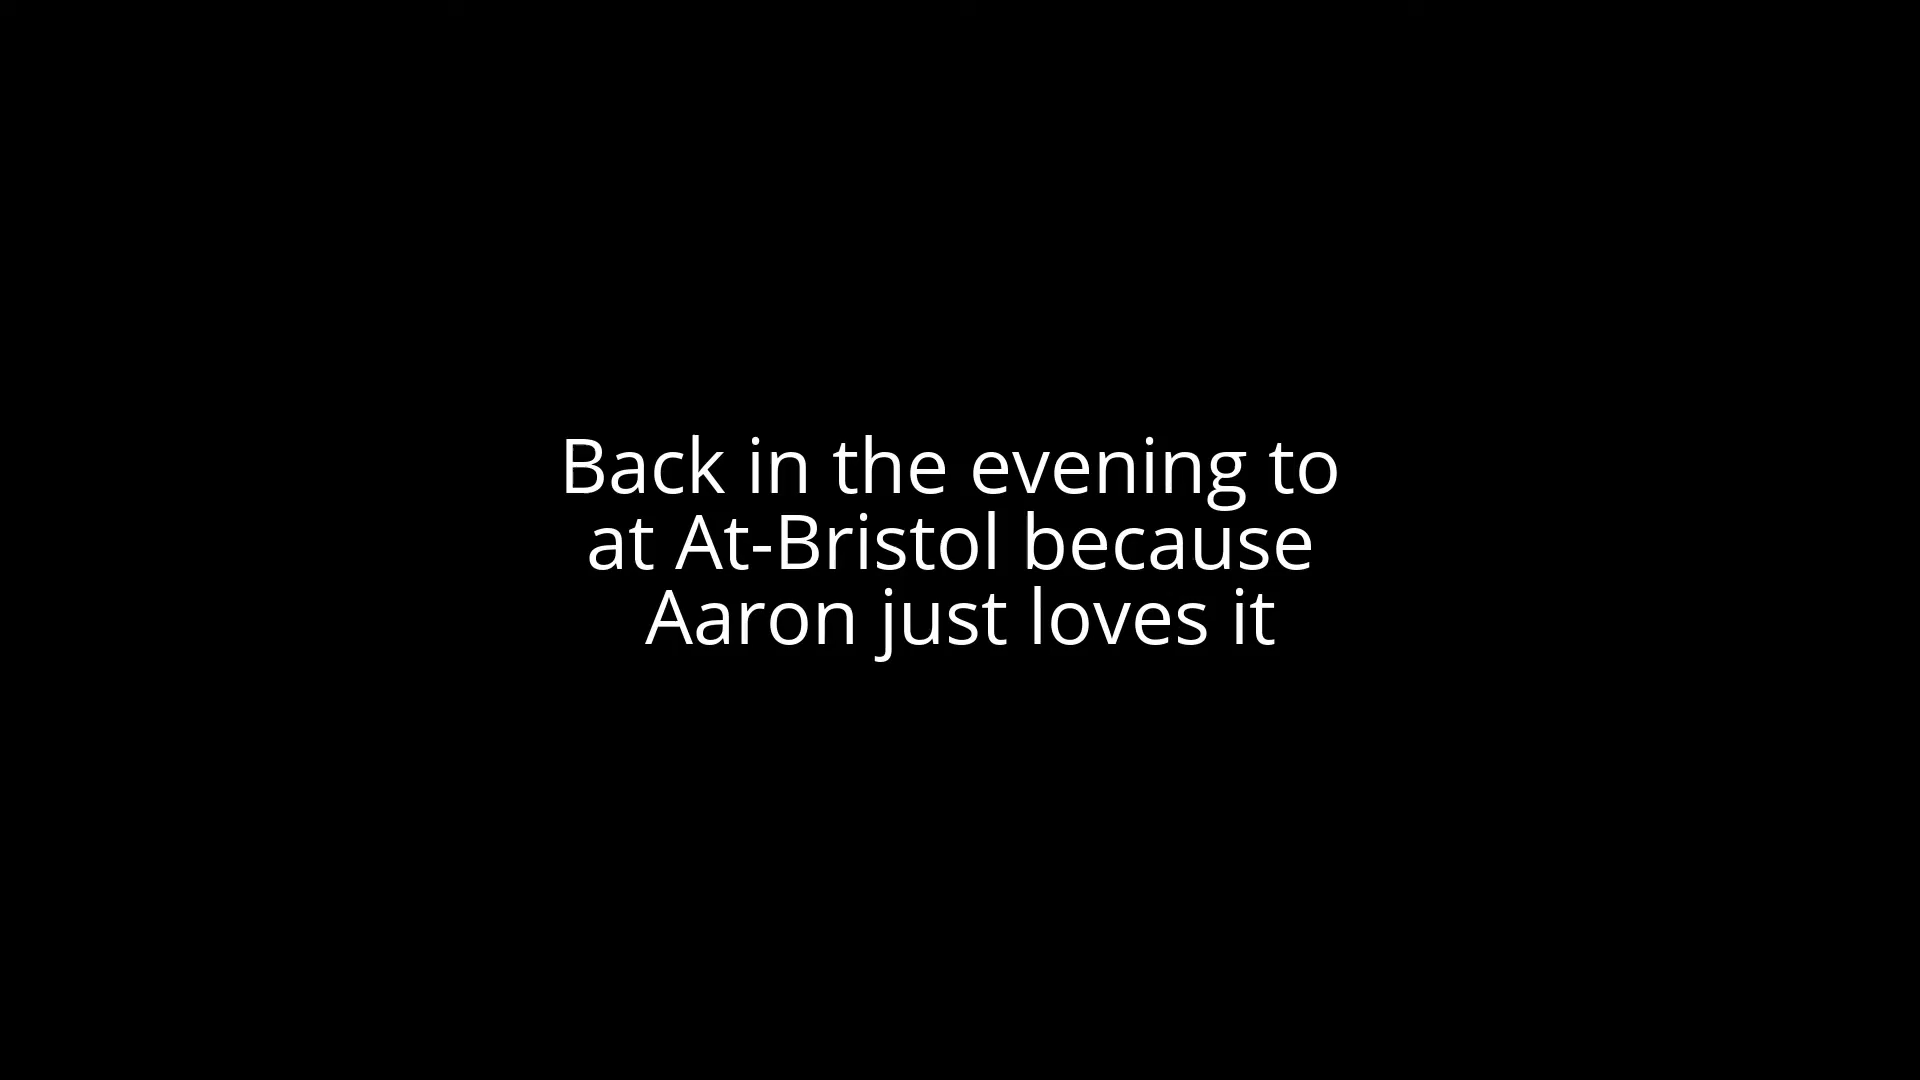 Back in the evening to
at At-Bristol because
Aaron just loves it